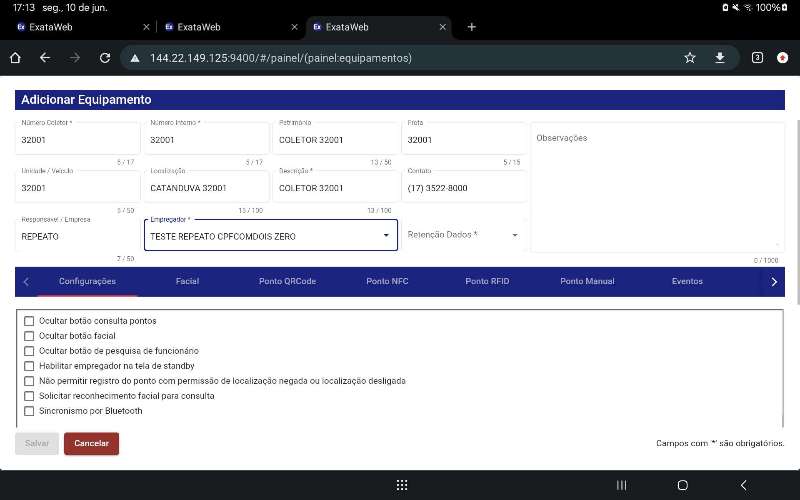 17:13 seg., 10 de jun. 100%
ExataWeb
ExataWeb
ExataWeb
144.22.149.125:9400/#/painel/(painel:equipamentos)
3
Adicionar Equipamento
Número Coletor *
Número Interno *
Patrimônio
Frota
32001
32001
COLETOR 32001
32001
Observações
5 / 17
5 / 17
13 / 50
5 / 15
Unidade / Veículo
Localização
Descrição *
Contato
32001
CATANDUVA 32001
COLETOR 32001
(17) 3522-8000
5 / 50
15 / 100
13 / 100
Responsável / Empresa
Empregador *
REPEATO
TESTE REPEATO CPFCOMDOIS ZERO
Retenção Dados *
7 / 50
0 / 1000
Configurações
Facial
Ponto QRCode
Ponto NFC
Ponto RFID
Ponto Manual
Eventos
Ocultar botão consulta pontos
Ocultar botão facial
Ocultar botão de pesquisa de funcionário
Habilitar empregador na tela de standby
Não permitir registro do ponto com permissão de localização negada ou localização desligada
Solicitar reconhecimento facial para consulta
Sincronismo por Bluetooth
Salvar
Cancelar
Campos com '*' são obrigatórios.